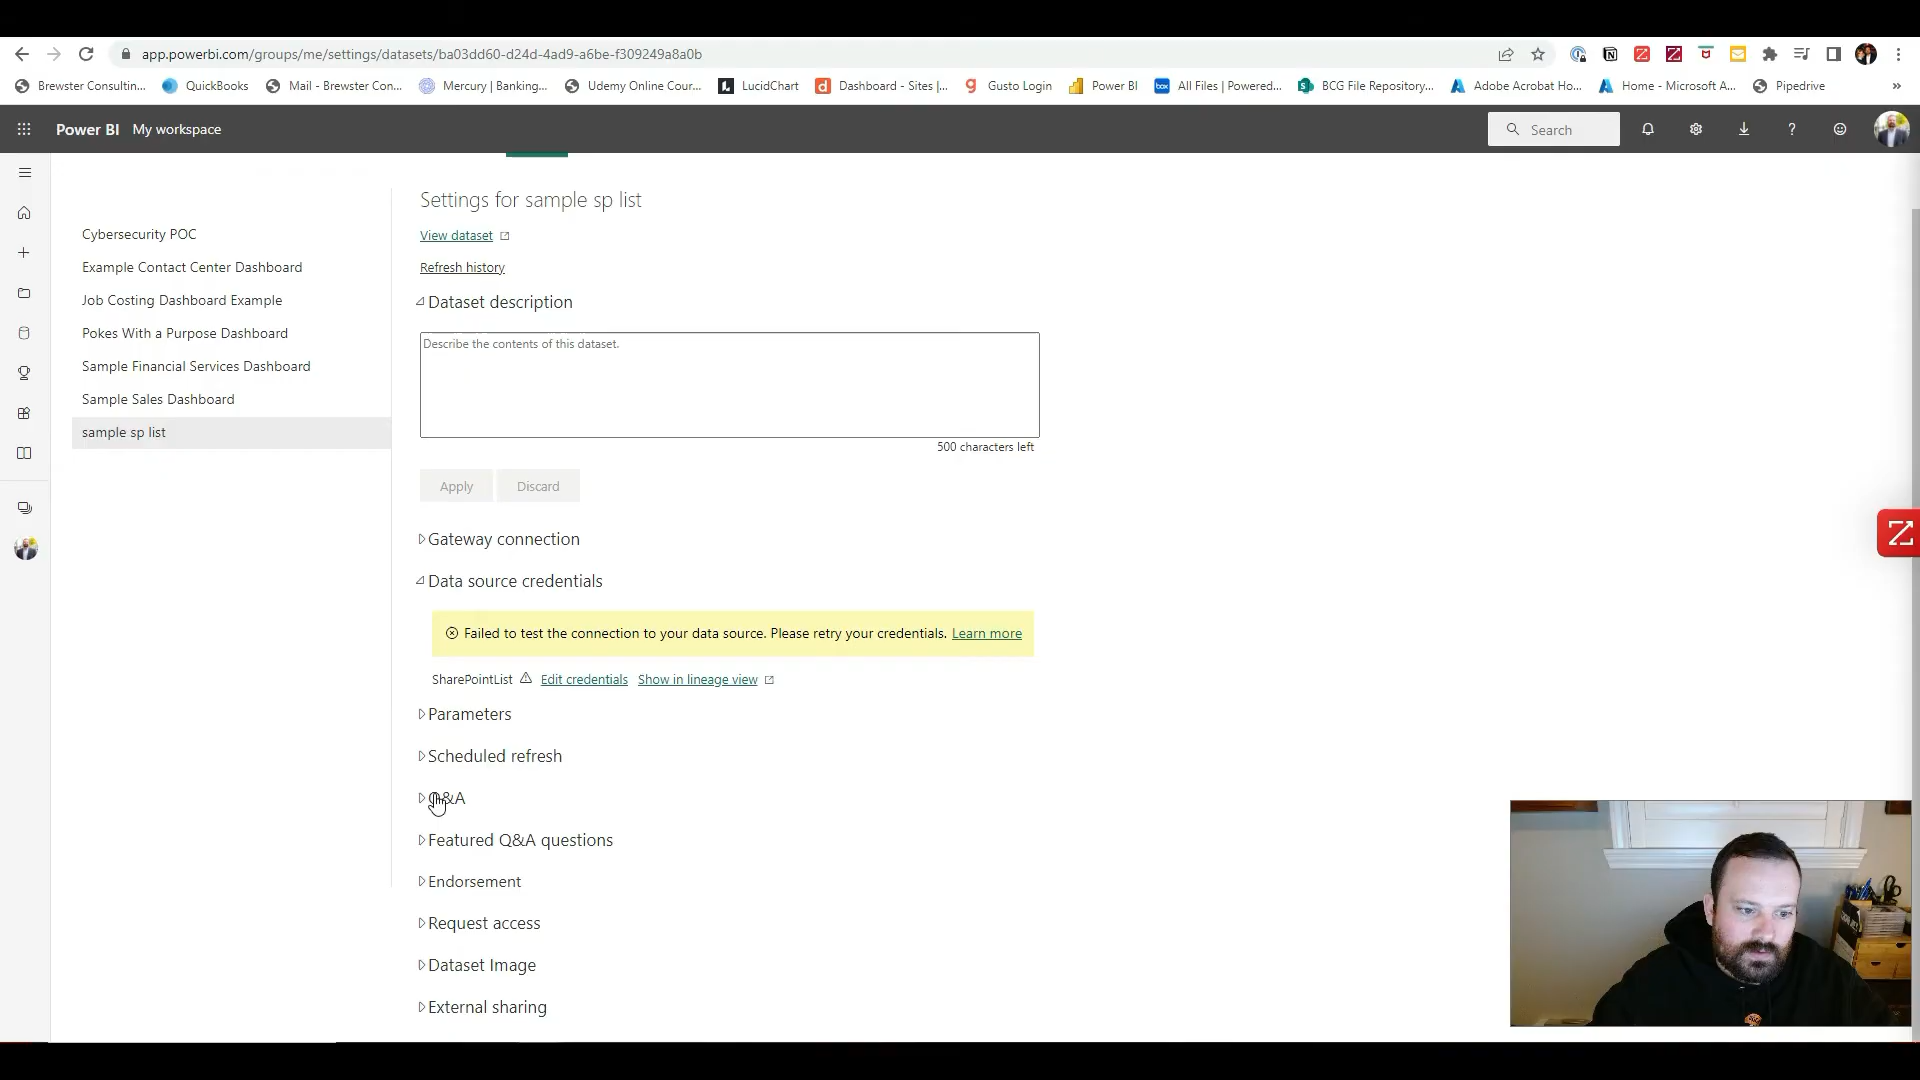 app.powerbi.com/groups/me/settings/datasets/ba03dd60-d24d-4ad9-a6be-f309249a8a0b
Brewster Consultin... QuickBooks Mail - Brewster Con... Mercury | Banking... Udemy Online Cour... LucidChart Dashboard - Sites |... Gusto Login Power BI box All Files | Powered... BCG File Repository... Adobe Acrobat Ho... Home - Microsoft A... Pipedrive »
Power BI My workspace Search
Settings for sample sp list
View dataset
Refresh history
Cybersecurity POC
Example Contact Center Dashboard
Job Costing Dashboard Example
Pokes With a Purpose Dashboard
Sample Financial Services Dashboard
Sample Sales Dashboard
sample sp list
Dataset description
Describe the contents of this dataset.
500 characters left
Apply Discard
Gateway connection
Data source credentials
Failed to test the connection to your data source. Please retry your credentials. Learn more
SharePointList Edit credentials Show in lineage view
Parameters
Scheduled refresh
Q&A
Featured Q&A questions
Endorsement
Request access
Dataset Image
External sharing